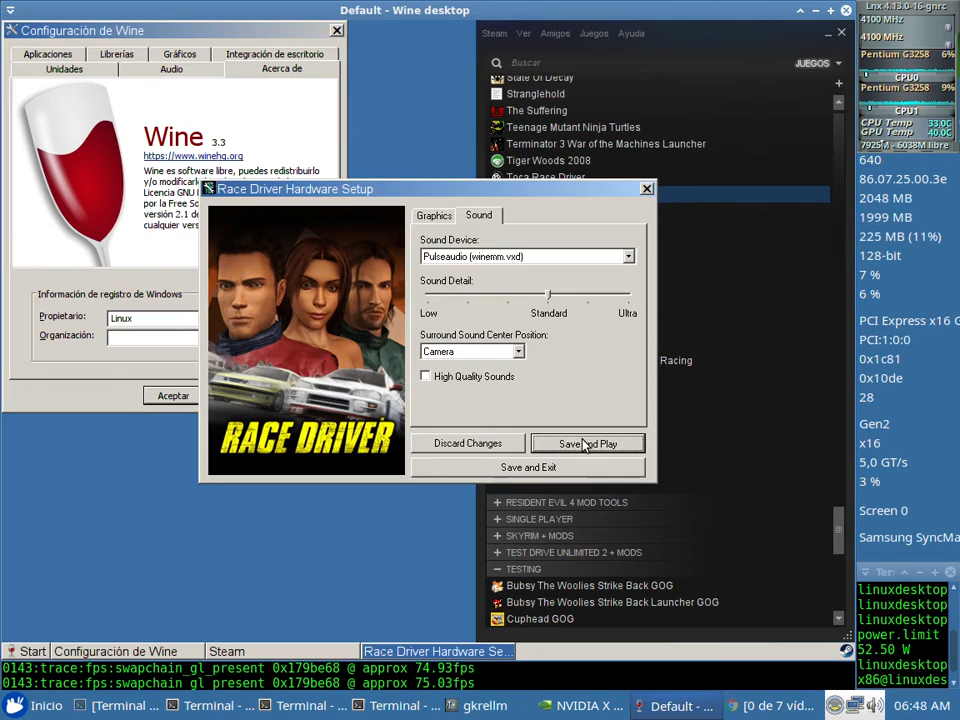 Default - Wine desktop
Configuración de Wine
Aplicaciones
Librerías
Gráficos
Integración de escritorio
Unidades
Audio
Acerca de
Wine 3.3
https://www.winehq.org
Wine es software libre, puedes redistribuirlo
y/o modificarlo
Licencia GNU
por la Free So
versión 2.1 de
cualquier vers
Información de registro de Windows
Propietario:
Linux
Organización:
Aceptar
Steam
Ver
Amigos
Juegos
Ayuda
Buscar
JUEGOS
State Of Decay
Stranglehold
The Suffering
Teenage Mutant Ninja Turtles
Terminator 3 War of the Machines Launcher
Tiger Woods 2008
Toca Race Driver
Racing
RESIDENT EVIL 4 MOD TOOLS
SINGLE PLAYER
SKYRIM + MODS
TEST DRIVE UNLIMITED 2 + MODS
TESTING
Bubsy The Woolies Strike Back GOG
Bubsy The Woolies Strike Back Launcher GOG
Cuphead GOG
Race Driver Hardware Setup
Graphics
Sound
Sound Device:
Pulseaudio (winemm.vxd)
Sound Detail:
Low
Standard
Ultra
Surround Sound Center Position:
Camera
High Quality Sounds
RACE DRIVER
Discard Changes
Save and Play
Save and Exit
Lnx 4.13.0-16-gnrc
4100 MHz
4100 MHz
Pentium G3258 6%
CPU0
Pentium G3258 9%
CPU1
CPU Temp 33,0C
GPU Temp 40,0C
7925M - 6038M libre
640
86.07.25.00.3e
2048 MB
1999 MB
225 MB (11%)
128-bit
7 %
6 %
PCI Express x16 G
PCI:1:0:0
0x1c81
0x10de
28
Gen2
x16
5,0 GT/s
3 %
Screen 0
Samsung SyncMa
Ter
linuxdesktop
linuxdesktop
linuxdesktop
power.limit
52.50 W
linuxdesktop
x86@linuxdes
Start
Configuración de Wine
Steam
Race Driver Hardware Se...
0143:trace:fps:swapchain_gl_present 0x179be68 @ approx 74.93fps
0143:trace:fps:swapchain_gl_present 0x179be68 @ approx 75.03fps
Inicio
[Terminal ...
Terminal - ...
Terminal - ...
Terminal - ...
gkrellm
NVIDIA X ...
Default - ...
[0 de 7 víd...
06:48 AM